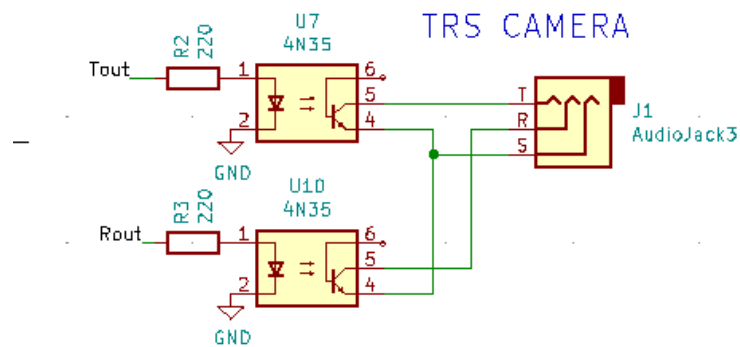 TRS CAMERA
U7
4N35
R2
220
Tout
1
2
6
5
4
GND
T
R
S
J1
AudioJack3
U10
4N35
R3
220
Rout
1
2
6
5
4
GND